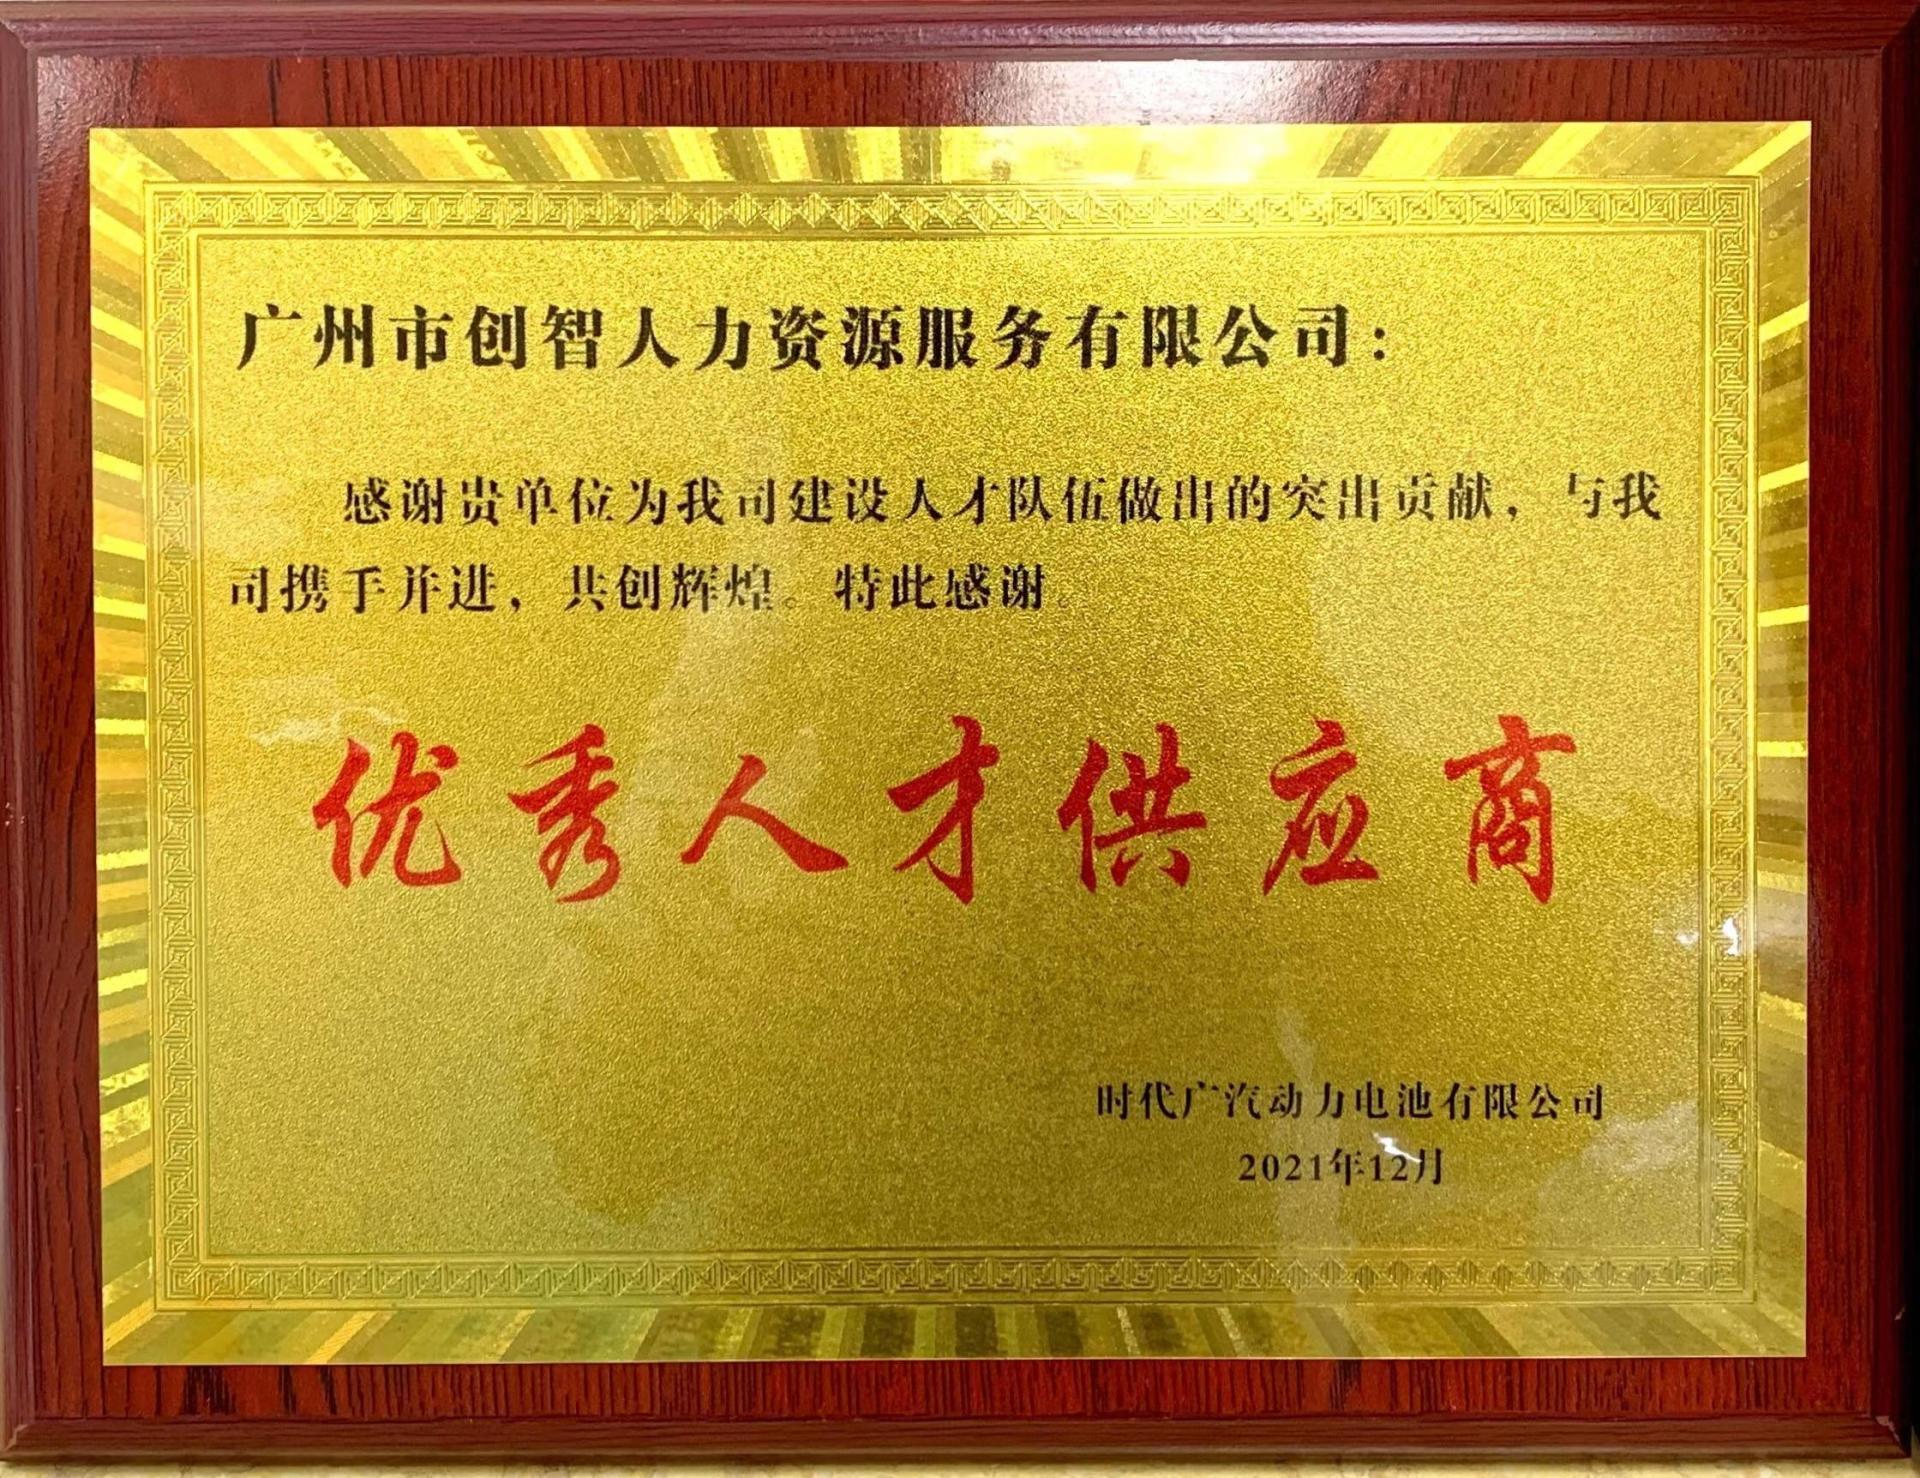 广州市创智人力资源服务有限公司：
感谢贵单位为我司建设人才队伍做出的突出贡献，与我
司携手并进，共创辉煌。特此感谢。
优秀人才供应商
时代广汽动力电池有限公司
2021年12月